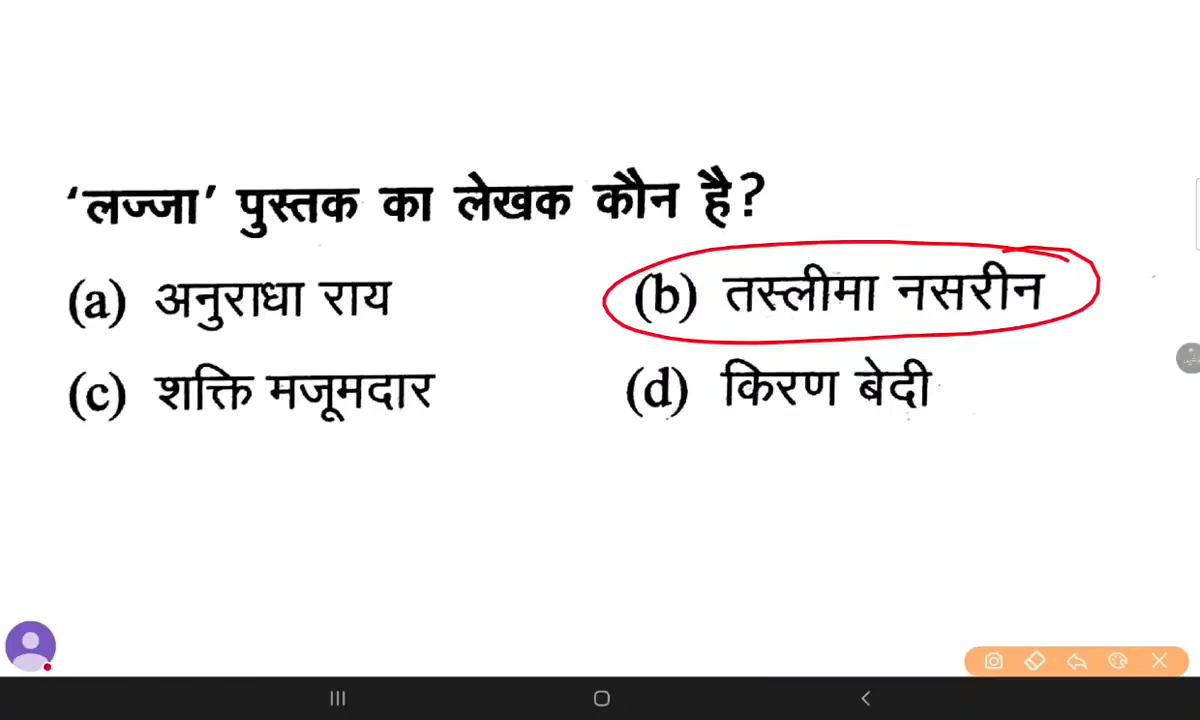 ‘लज्जा’ पुस्तक का लेखक कौन है?
(a) अनुराधा राय (b) तस्लीमा नसरीन
(c) शक्ति मजूमदार (d) किरण बेदी